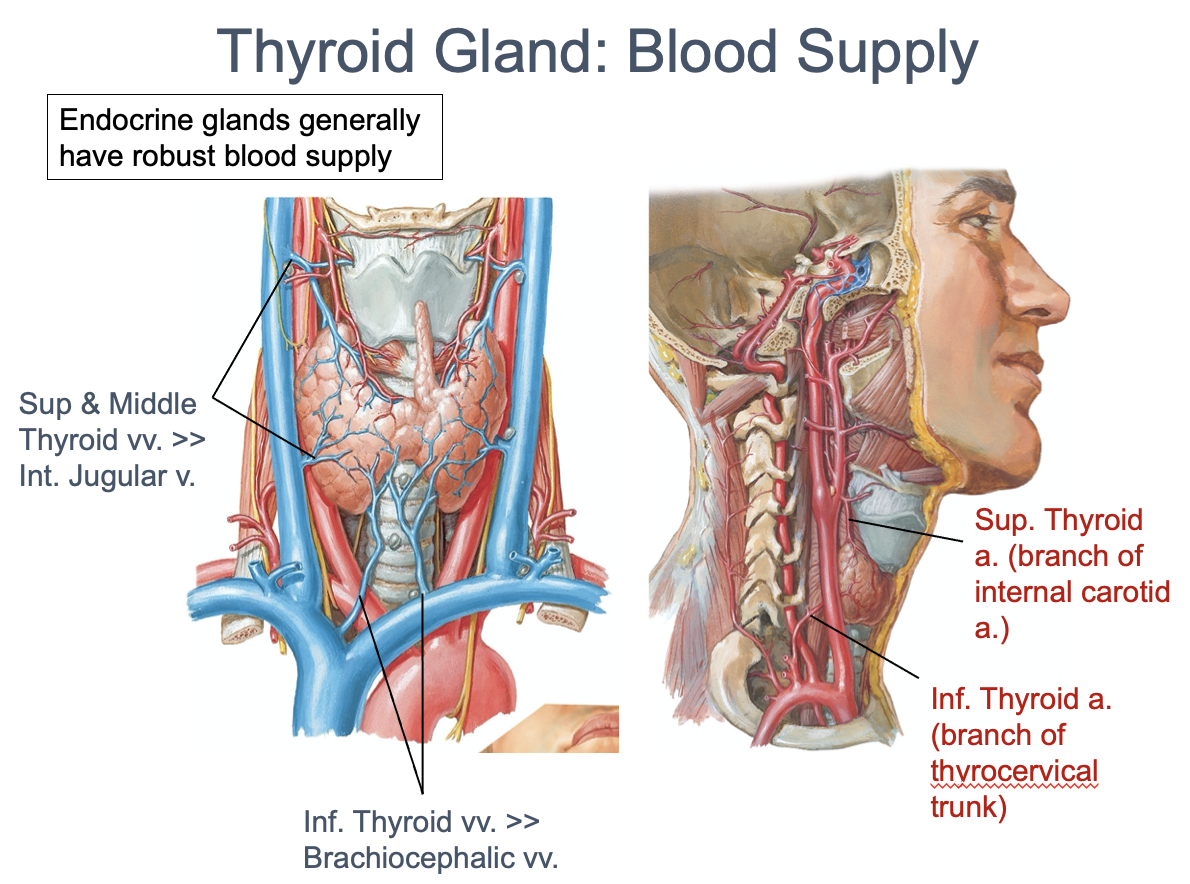 Thyroid Gland: Blood Supply
Endocrine glands generally
have robust blood supply
Sup & Middle
Thyroid vv. >>
Int. Jugular v.
Sup. Thyroid
a. (branch of
internal carotid
a.)
Inf. Thyroid a.
(branch of
thyrocervical
trunk)
Inf. Thyroid vv. >>
Brachiocephalic vv.